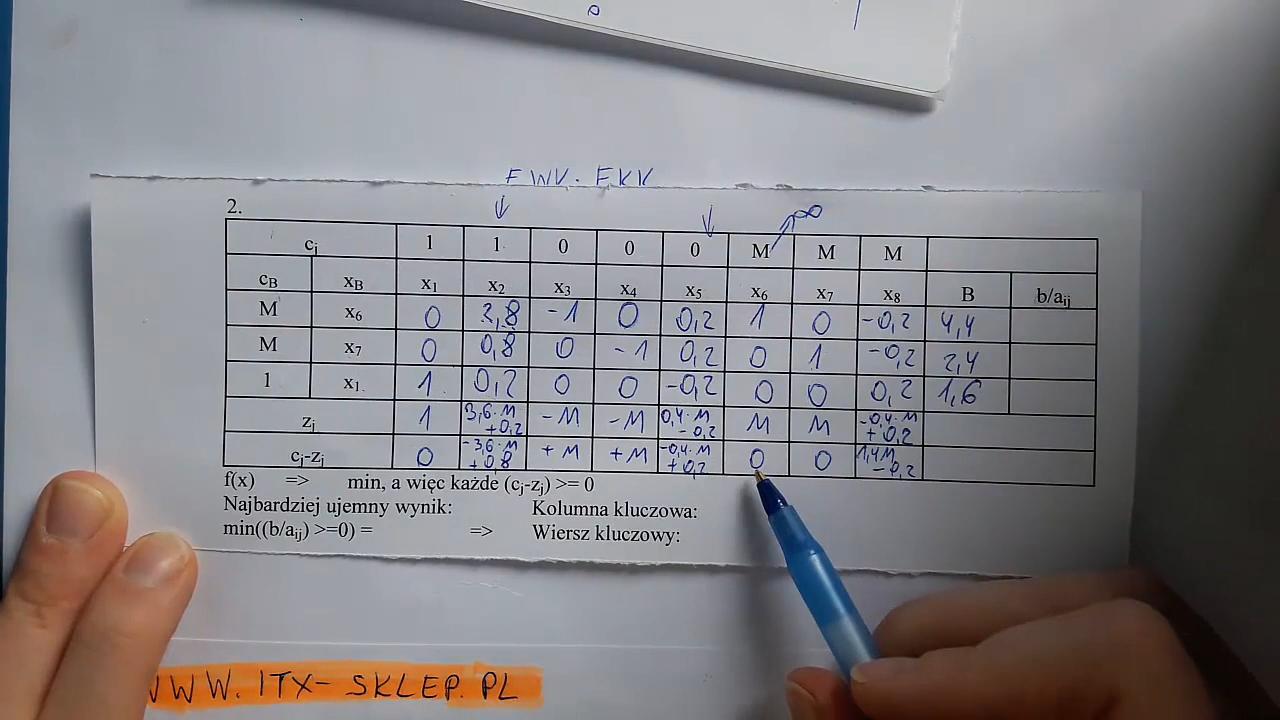 EWK. EKK
2.
cj 1 1 0 0 0 M M M
cB xB x1 x2 x3 x4 x5 x6 x7 x8 B b/aij
M x6 0 2,8 -1 0 0,2 1 0 -0,2 4,4
M x7 0 0,8 0 -1 0,2 0 1 -0,2 2,4
1 x1 1 0,2 0 0 -0,2 0 0 0,2 1,6
zj 1 3,6·M +0,2 -M -M 0,4·M -0,2 M M -0,4·M +0,2
cj-zj 0 -3,6·M +0,8 +M +M -0,4·M +0,2 0 0 1,4M -0,2
f(x) => min, a więc każde (cj-zj) >= 0
Najbardziej ujemny wynik: Kolumna kluczowa:
min((b/aij) >=0) = => Wiersz kluczowy:
WWW.ITX-SKLEP.PL